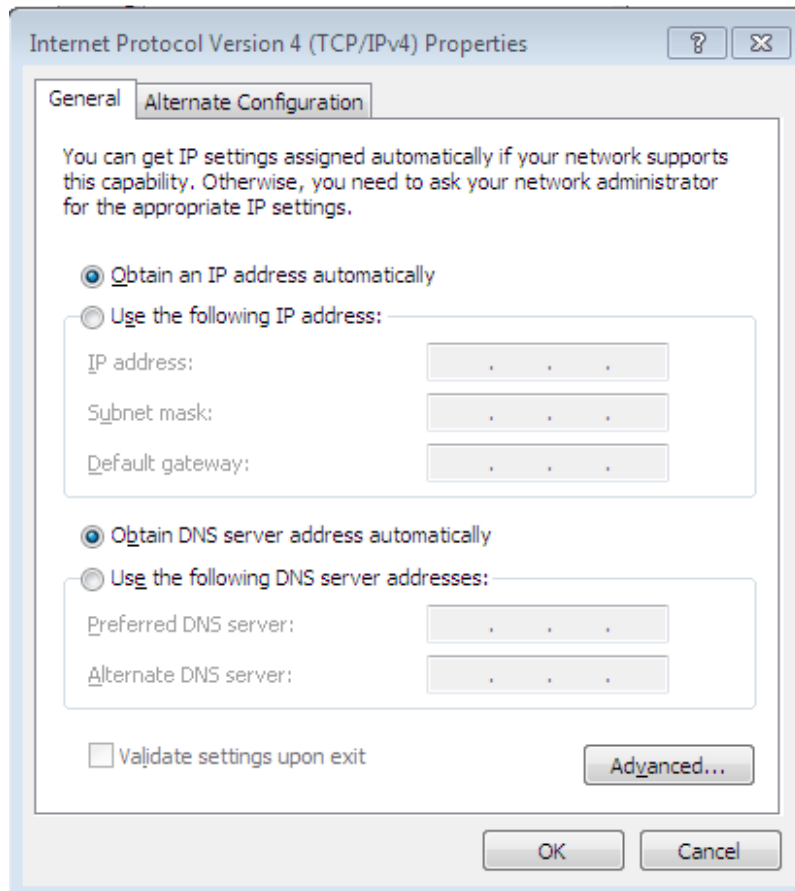 Internet Protocol Version 4 (TCP/IPv4) Properties
General
Alternate Configuration
You can get IP settings assigned automatically if your network supports
this capability. Otherwise, you need to ask your network administrator
for the appropriate IP settings.
Obtain an IP address automatically
Use the following IP address:
IP address:
. . .
Subnet mask:
. . .
Default gateway:
. . .
Obtain DNS server address automatically
Use the following DNS server addresses:
Preferred DNS server:
. . .
Alternate DNS server:
. . .
Validate settings upon exit
Advanced...
OK
Cancel